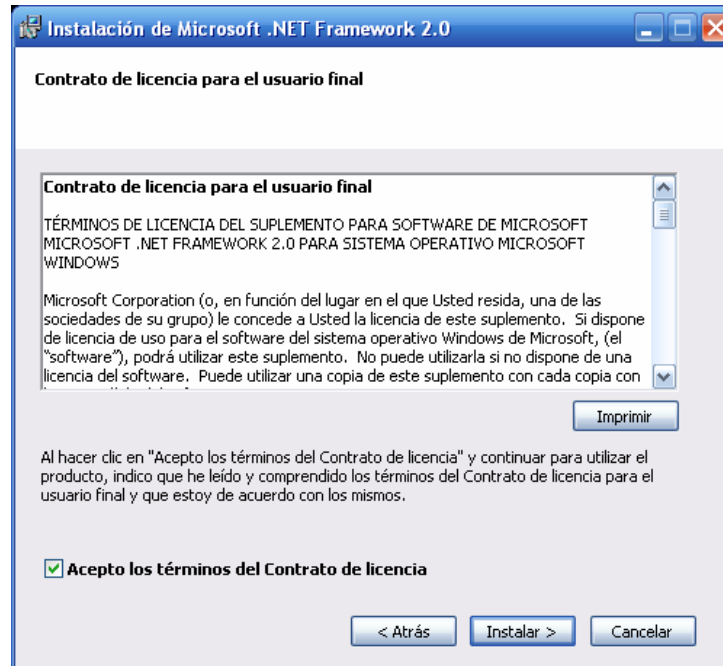 Instalación de Microsoft .NET Framework 2.0
Contrato de licencia para el usuario final
Contrato de licencia para el usuario final
TÉRMINOS DE LICENCIA DEL SUPLEMENTO PARA SOFTWARE DE MICROSOFT
MICROSOFT .NET FRAMEWORK 2.0 PARA SISTEMA OPERATIVO MICROSOFT
WINDOWS
Microsoft Corporation (o, en función del lugar en el que Usted resida, una de las
sociedades de su grupo) le concede a Usted la licencia de este suplemento. Si dispone
de licencia de uso para el software del sistema operativo Windows de Microsoft, (el
"software"), podrá utilizar este suplemento. No puede utilizarla si no dispone de una
licencia del software. Puede utilizar una copia de este suplemento con cada copia con
Imprimir
Al hacer clic en "Acepto los términos del Contrato de licencia" y continuar para utilizar el
producto, indico que he leído y comprendido los términos del Contrato de licencia para el
usuario final y que estoy de acuerdo con los mismos.
Acepto los términos del Contrato de licencia
< Atrás
Instalar >
Cancelar